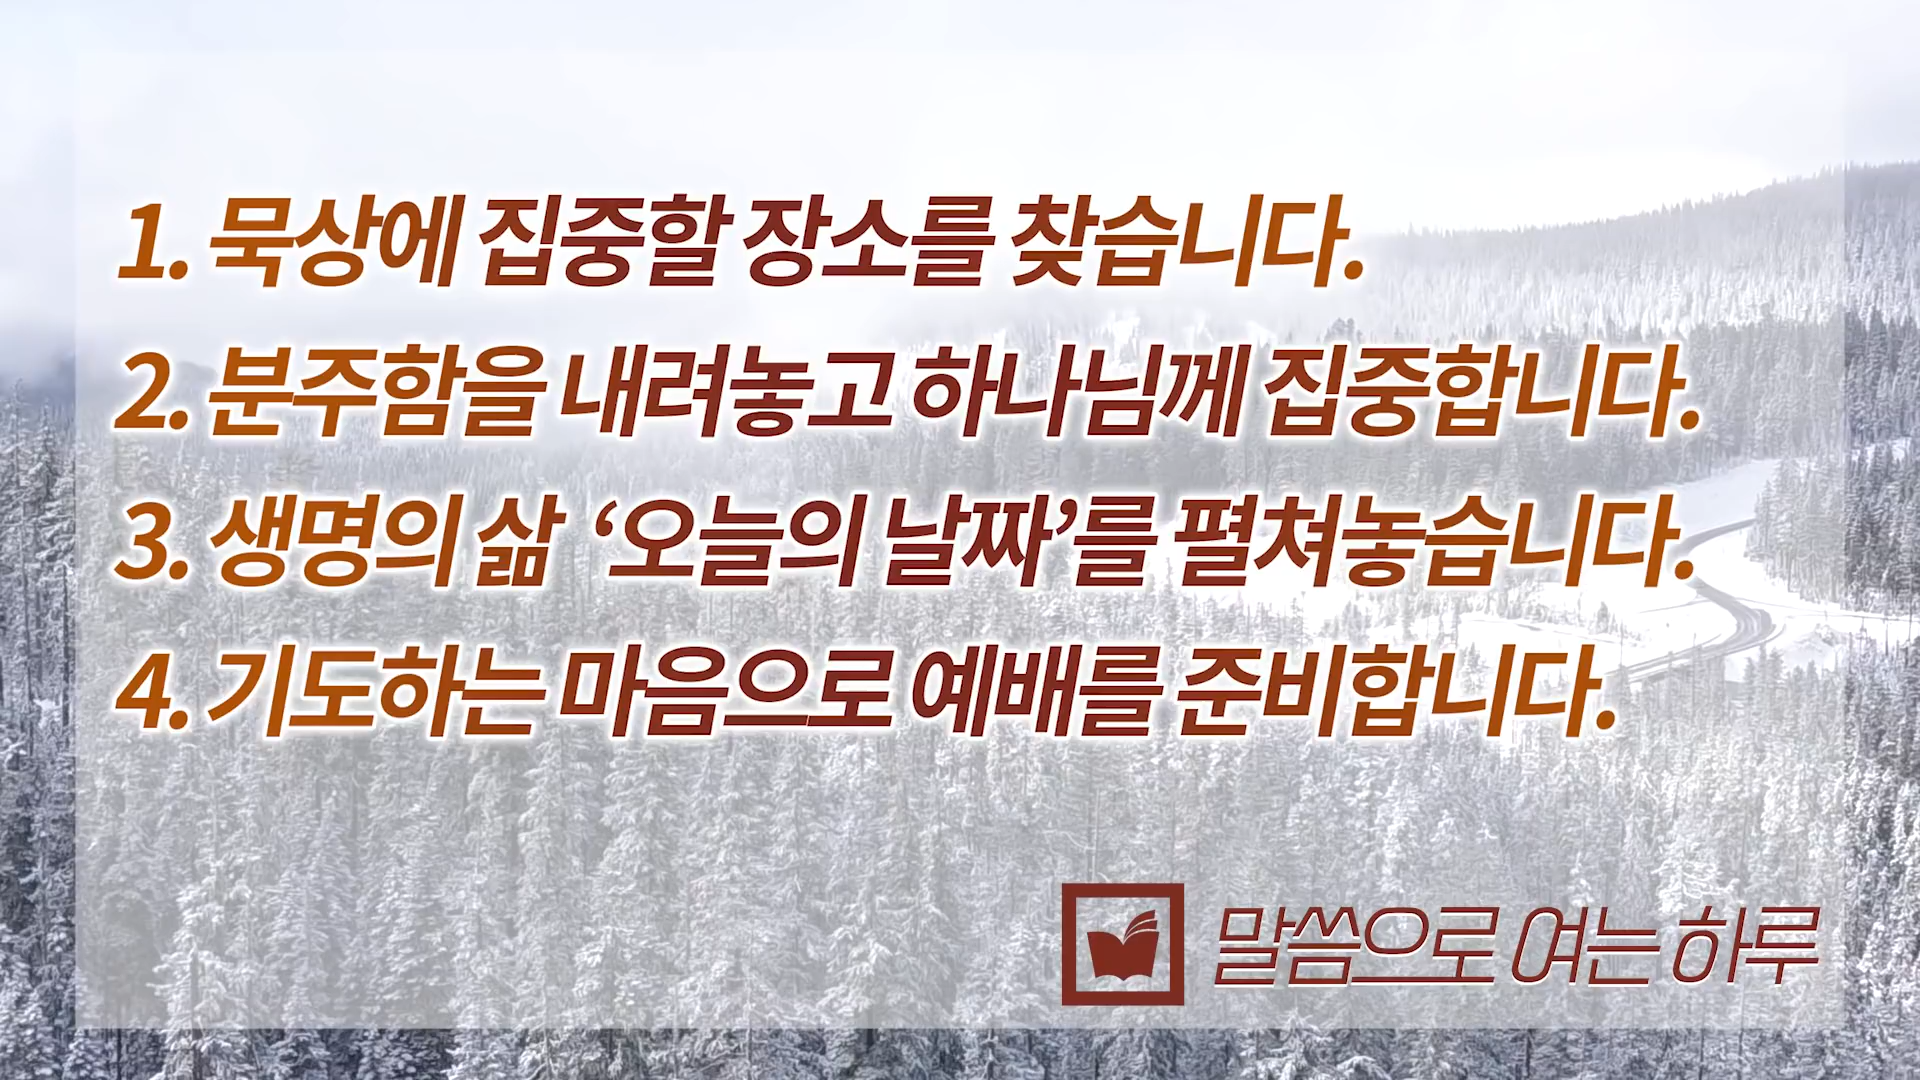 1. 묵상에 집중할 장소를 찾습니다.
2. 분주함을 내려놓고 하나님께 집중합니다.
3. 생명의 삶 ‘오늘의 날짜’를 펼쳐놓습니다.
4. 기도하는 마음으로 예배를 준비합니다.
말씀으로 여는 하루